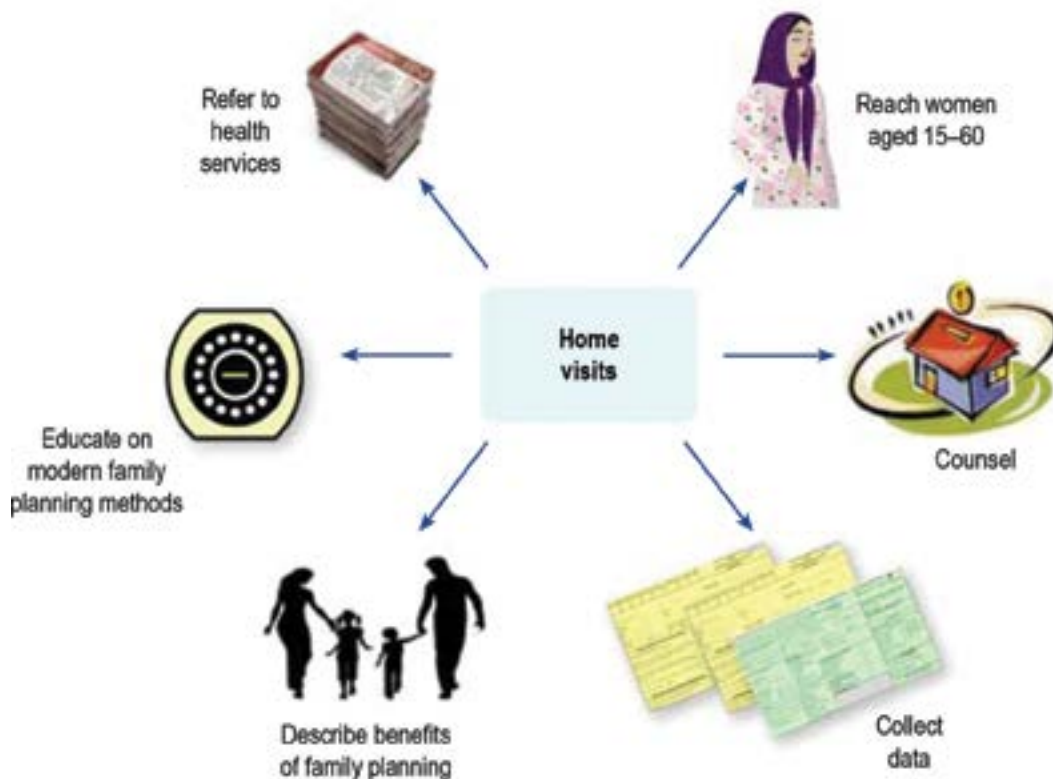 Refer to
health
services
Reach women
aged 15–60
Home
visits
Educate on
modern family
planning methods
Counsel
Describe benefits
of family planning
Collect
data